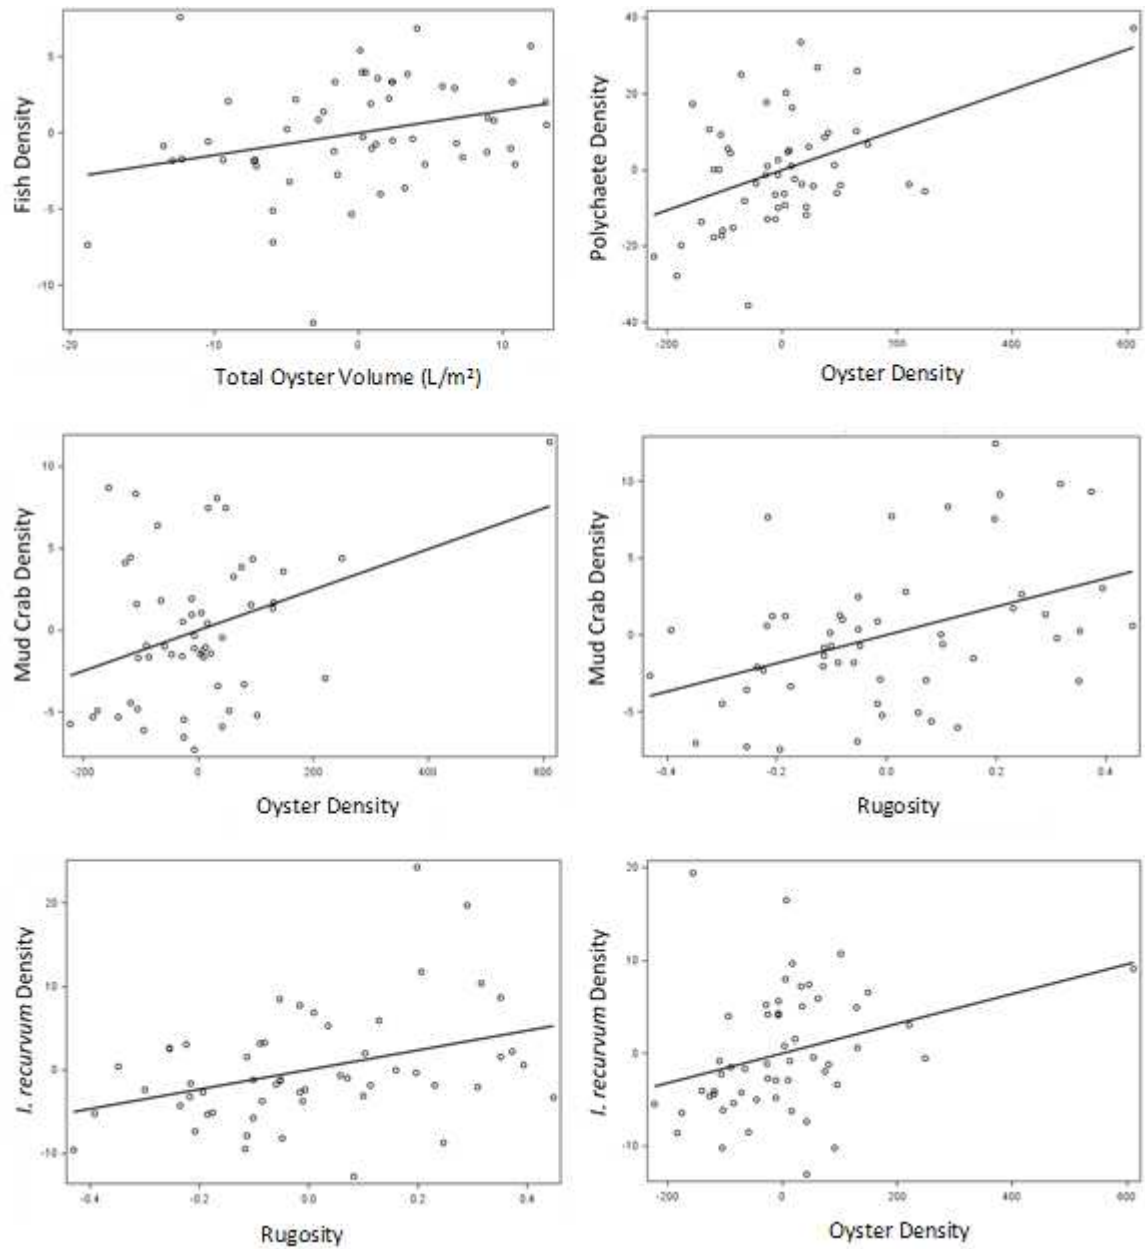 Fish Density
5
0
-5
-10
-20 -10 0 10
Total Oyster Volume (L/m²)
Polychaete Density
40
20
0
-20
-40
-200 0 200 400 600
Oyster Density
Mud Crab Density
10
5
0
-5
-200 0 200 400 600
Oyster Density
Mud Crab Density
10
5
0
-5
-0.4 -0.2 0.0 0.2 0.4
Rugosity
I. recurvum Density
20
10
0
-10
-0.4 -0.2 0.0 0.2 0.4
Rugosity
I. recurvum Density
20
10
0
-10
-200 0 200 400 600
Oyster Density